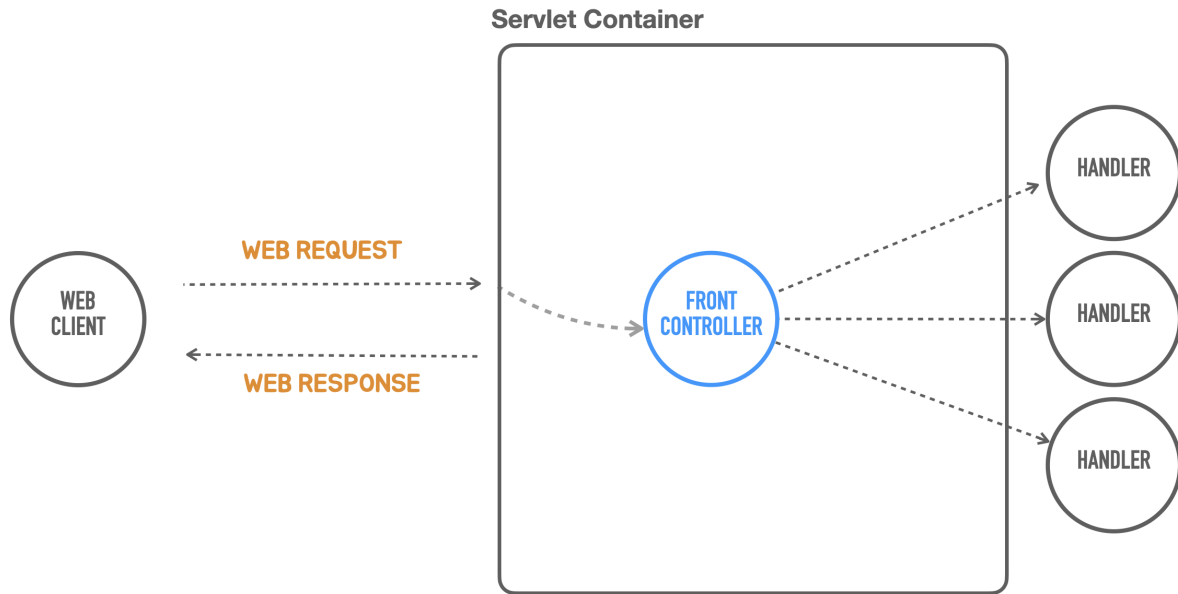 Servlet Container
HANDLER
WEB REQUEST
WEB
CLIENT
FRONT
CONTROLLER
HANDLER
WEB RESPONSE
HANDLER